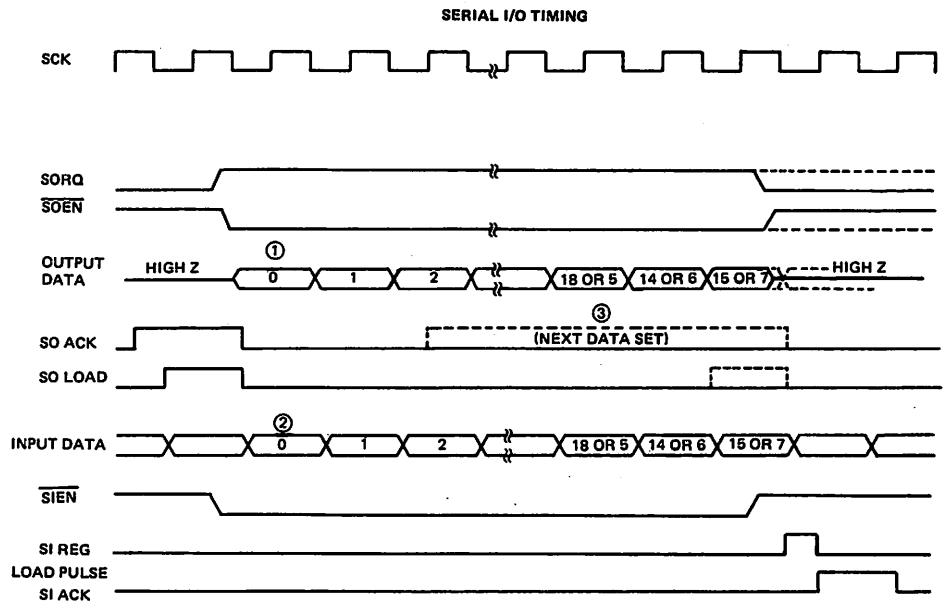 SERIAL I/O TIMING
SCK
SORQ
SOEN
OUTPUT DATA
HIGH Z
①
0
1
2
18 OR 5
14 OR 6
15 OR 7
HIGH Z
③
SO ACK
(NEXT DATA SET)
SO LOAD
②
INPUT DATA
0
1
2
18 OR 5
14 OR 6
15 OR 7
SIEN
SI REG
LOAD PULSE
SI ACK